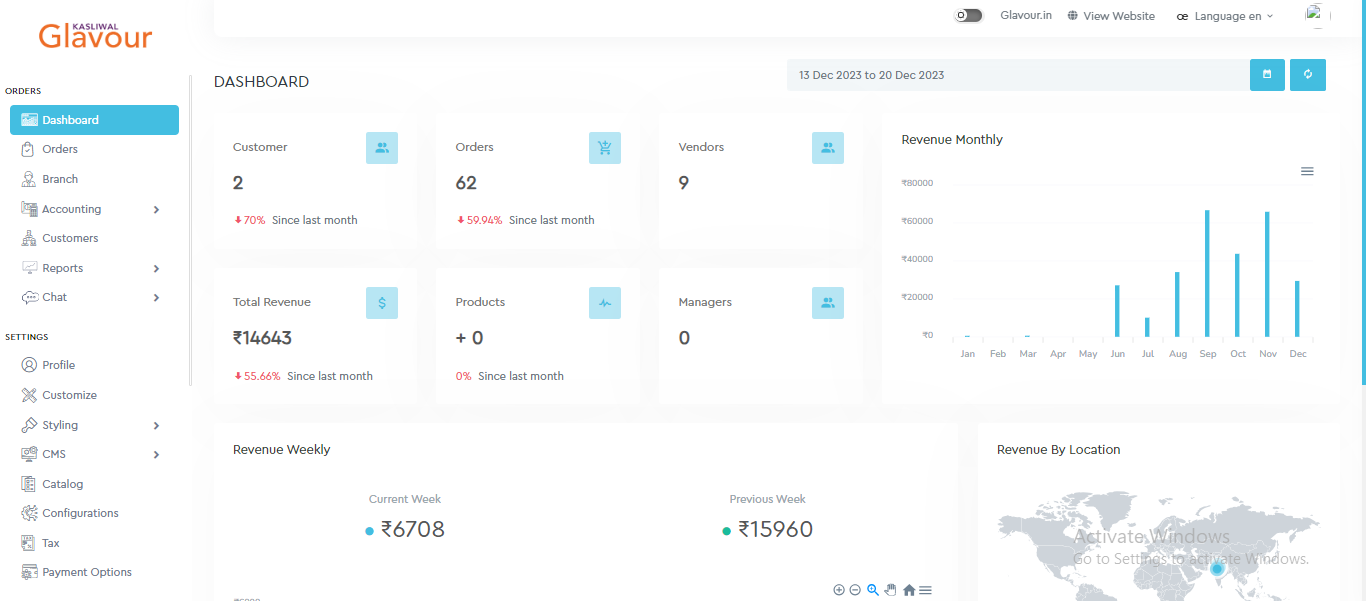 KASLIWAL
Glavour
Glavour.in
View Website
Language en
ORDERS
Dashboard
Orders
Branch
Accounting
Customers
Reports
Chat
SETTINGS
Profile
Customize
Styling
CMS
Catalog
Configurations
Tax
Payment Options
DASHBOARD
13 Dec 2023 to 20 Dec 2023
Customer
2
70% Since last month
Orders
62
59.94% Since last month
Vendors
9
Total Revenue
₹14643
55.66% Since last month
Products
+ 0
0% Since last month
Managers
0
Revenue Monthly
₹80000
₹60000
₹40000
₹20000
₹0
Jan Feb Mar Apr May Jun Jul Aug Sep Oct Nov Dec
Revenue Weekly
Current Week
₹6708
Previous Week
₹15960
Revenue By Location
Activate Windows
Go to Settings to activate Windows.